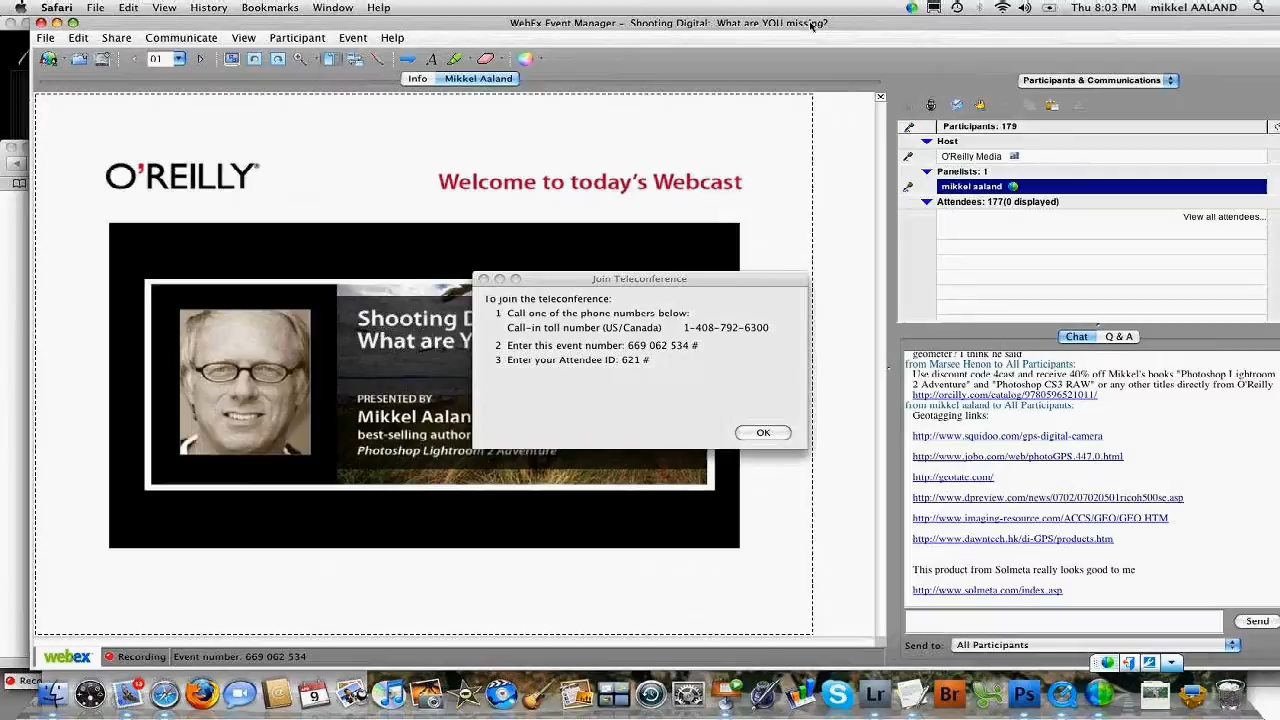 Safari File Edit View History Bookmarks Window Help Thu 8:03 PM mikkel AALAND
WebEx Event Manager - Shooting Digital: What are YOU missing?
File Edit Share Communicate View Participant Event Help
01
Info Mikkel Aaland
Participants & Communications
Participants: 179
Host
O'Reilly Media
Panelists: 1
mikkel aaland
Attendees: 177(0 displayed)
View all attendees...
O'REILLY®
Welcome to today's Webcast
Shooting D
What are Y
PRESENTED BY
Mikkel Aalan
best-selling author
Photoshop Lightroom 2 Adventure
Join Teleconference
To join the teleconference:
1 Call one of the phone numbers below:
Call-in toll number (US/Canada) 1-408-792-6300
2 Enter this event number: 669 062 534 #
3 Enter your Attendee ID: 621 #
OK
Chat Q & A
geometer? I think he said
from Marsee Henon to All Participants:
Use discount code 4cast and receive 40% off Mikkel's books "Photoshop Lightroom
2 Adventure" and "Photoshop CS3 RAW" or any other titles directly from O'Reilly
http://oreilly.com/catalog/9780596521011/
from mikkel aaland to All Participants:
Geotagging links:
http://www.squidoo.com/gps-digital-camera
http://www.jobo.com/web/photoGPS.447.0.html
http://geotate.com/
http://www.dpreview.com/news/0702/07020501ricoh500se.asp
http://www.imaging-resource.com/ACCS/GEO/GEO.HTM
http://www.dawntech.hk/di-GPS/products.htm
This product from Solmeta really looks good to me
http://www.solmeta.com/index.asp
Send
Send to: All Participants
webex Recording Event number: 669 062 534
Reco
9
Lr Br Ps